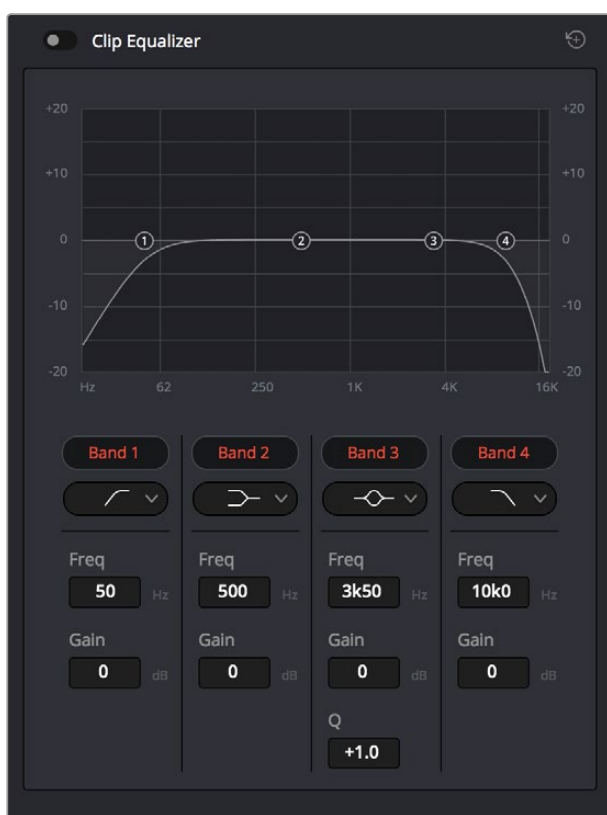 Clip Equalizer
+20 +20
+10 +10
0 1 2 3 4 0
-10 -10
-20 -20
Hz 62 250 1K 4K 16K
Band 1 Band 2 Band 3 Band 4
Freq Freq Freq Freq
50 Hz 500 Hz 3k50 Hz 10k0 Hz
Gain Gain Gain Gain
0 dB 0 dB 0 dB 0 dB
Q
+1.0